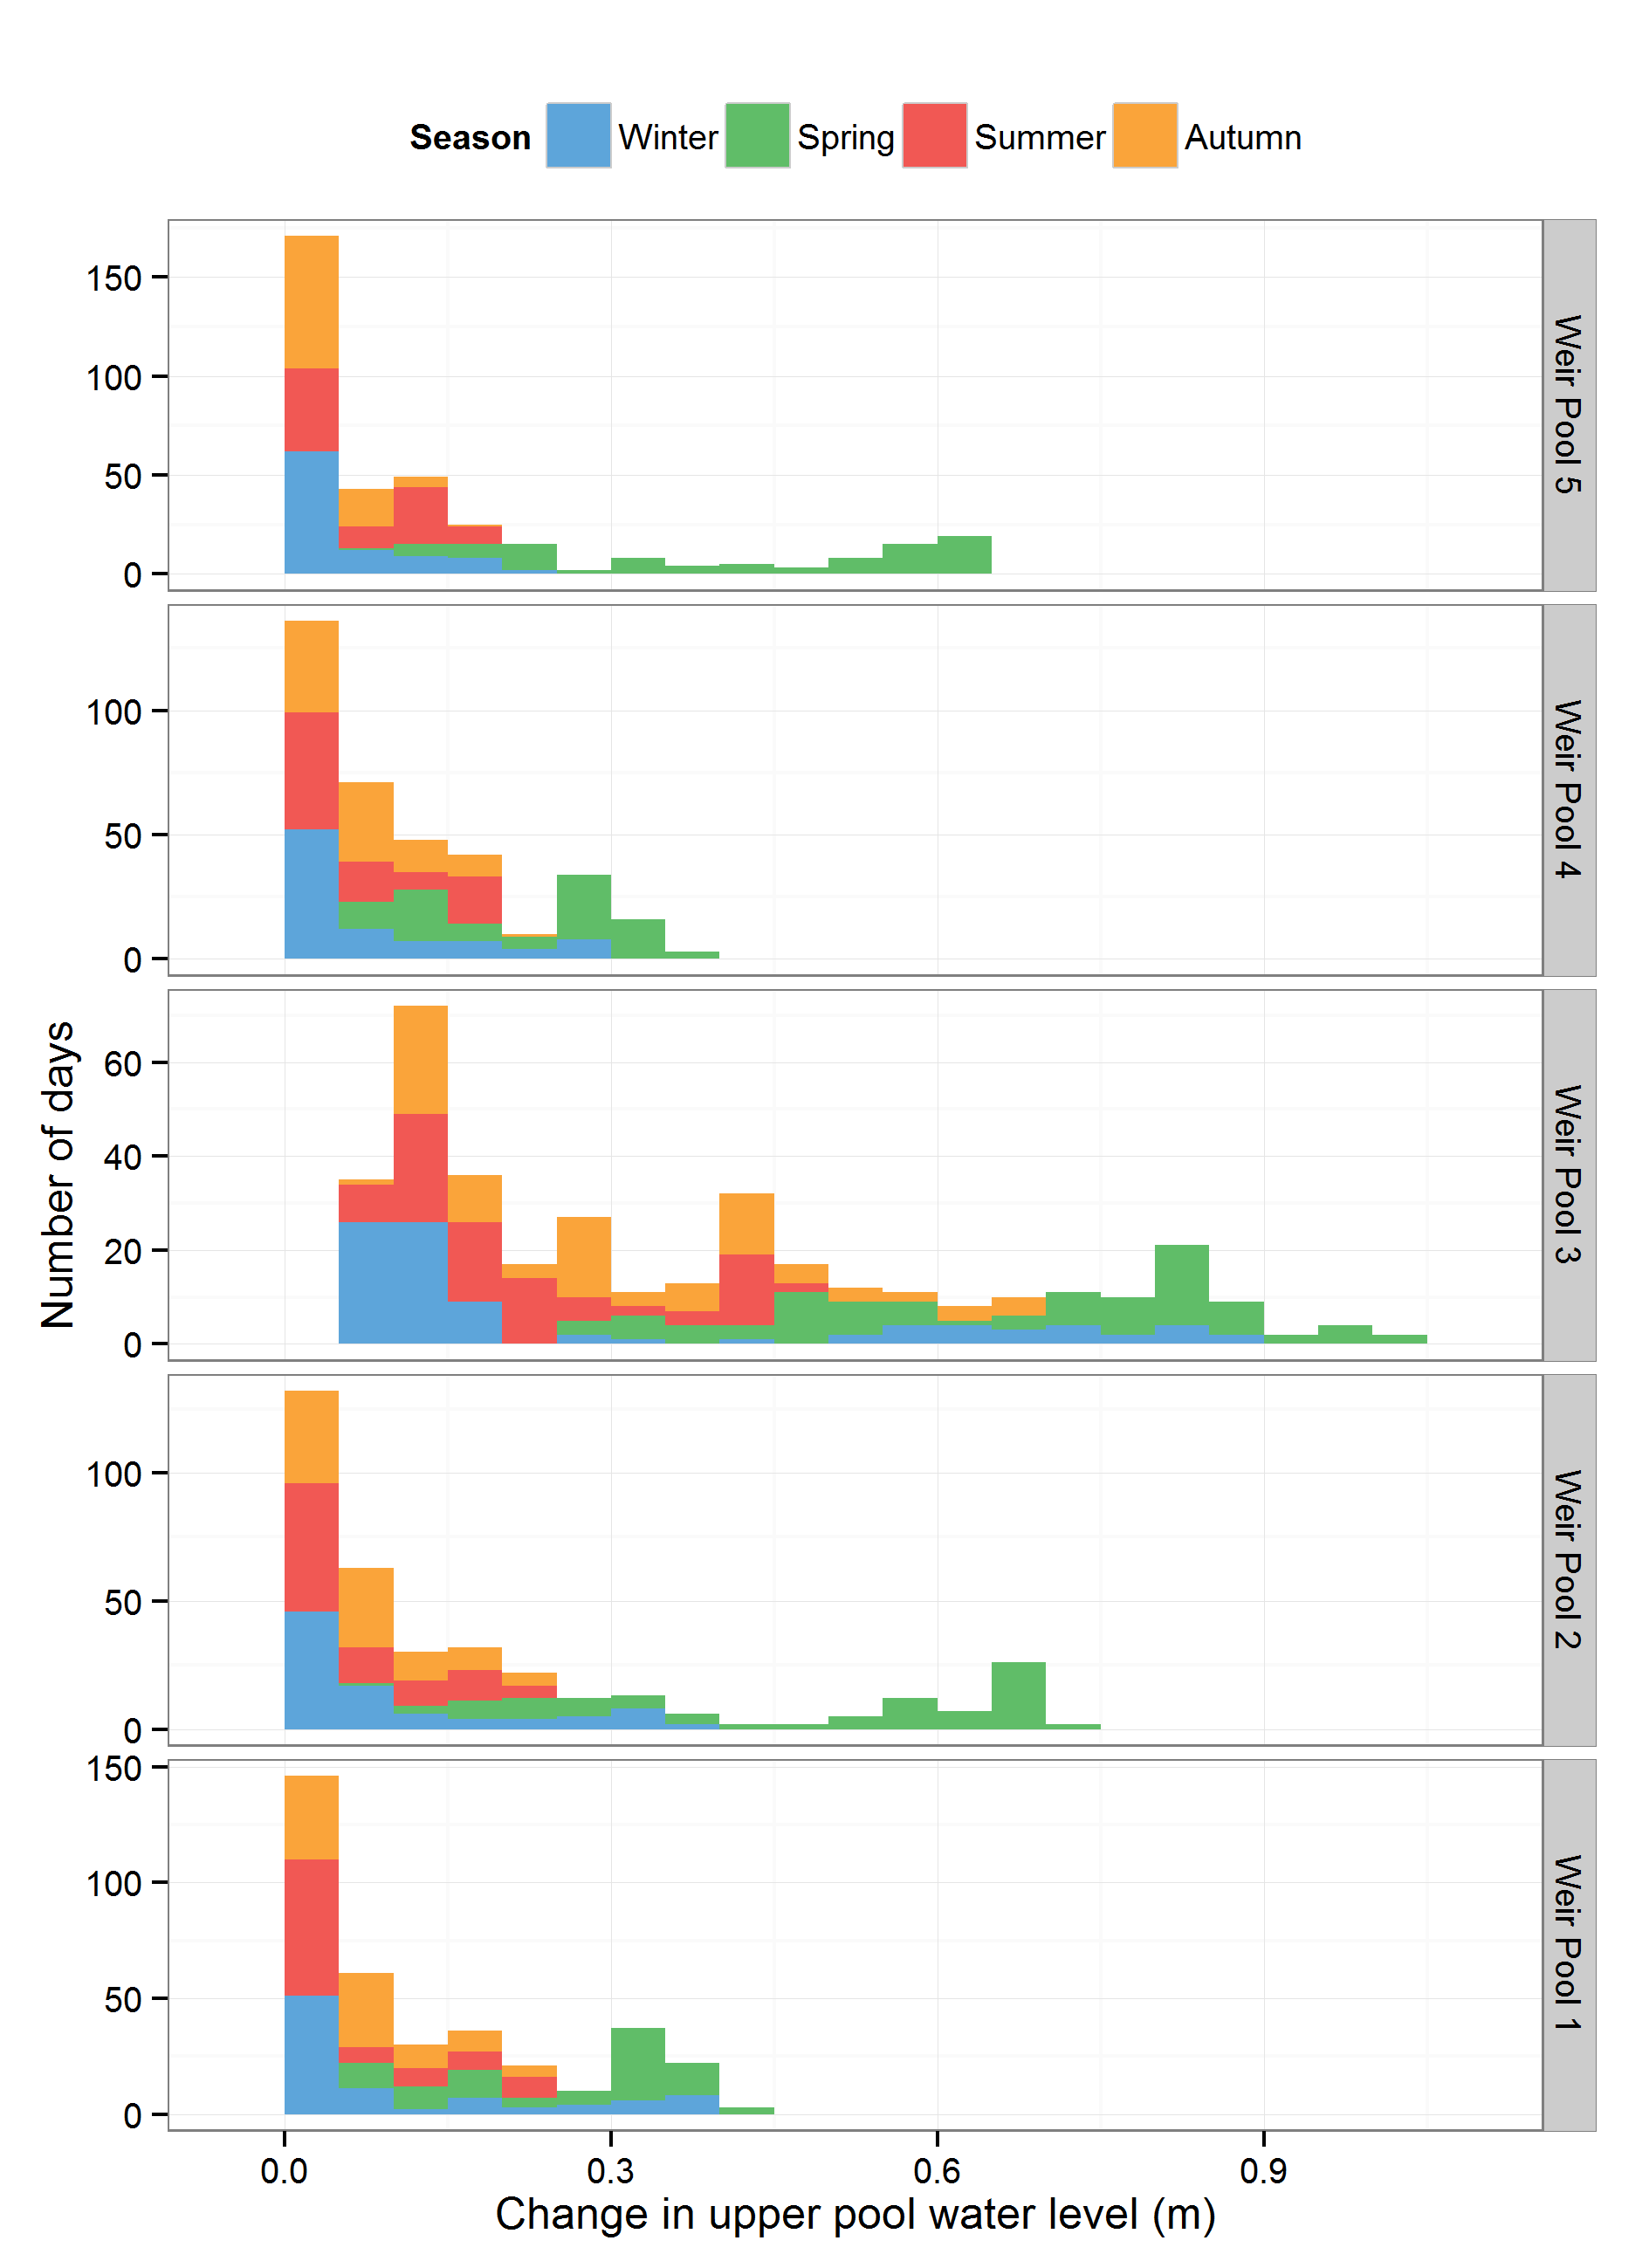 Season Winter Spring Summer Autumn
150
100
50
0
Weir Pool 5
100
50
0
Weir Pool 4
60
40
20
0
Weir Pool 3
Number of days
100
50
0
Weir Pool 2
150
100
50
0
Weir Pool 1
0.0 0.3 0.6 0.9
Change in upper pool water level (m)